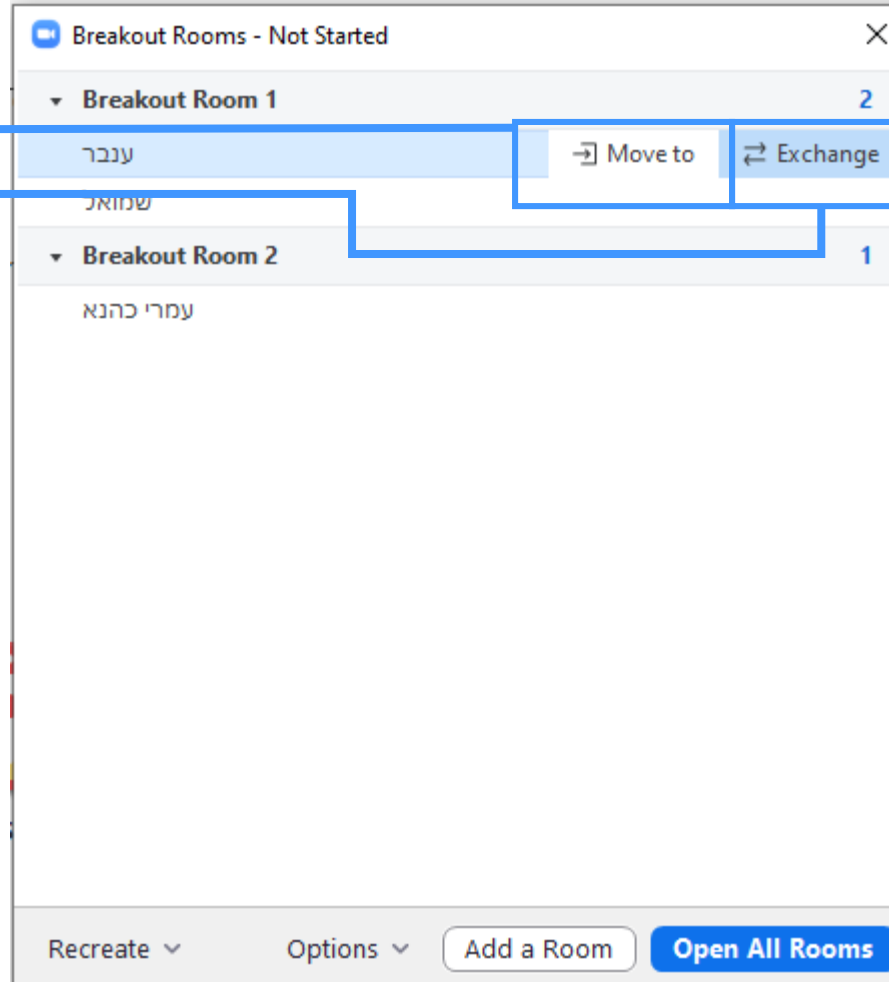 Breakout Rooms - Not Started
Breakout Room 1 2
ענבר Move to Exchange
שמואל
Breakout Room 2 1
עמרי כהנא
Recreate Options Add a Room Open All Rooms